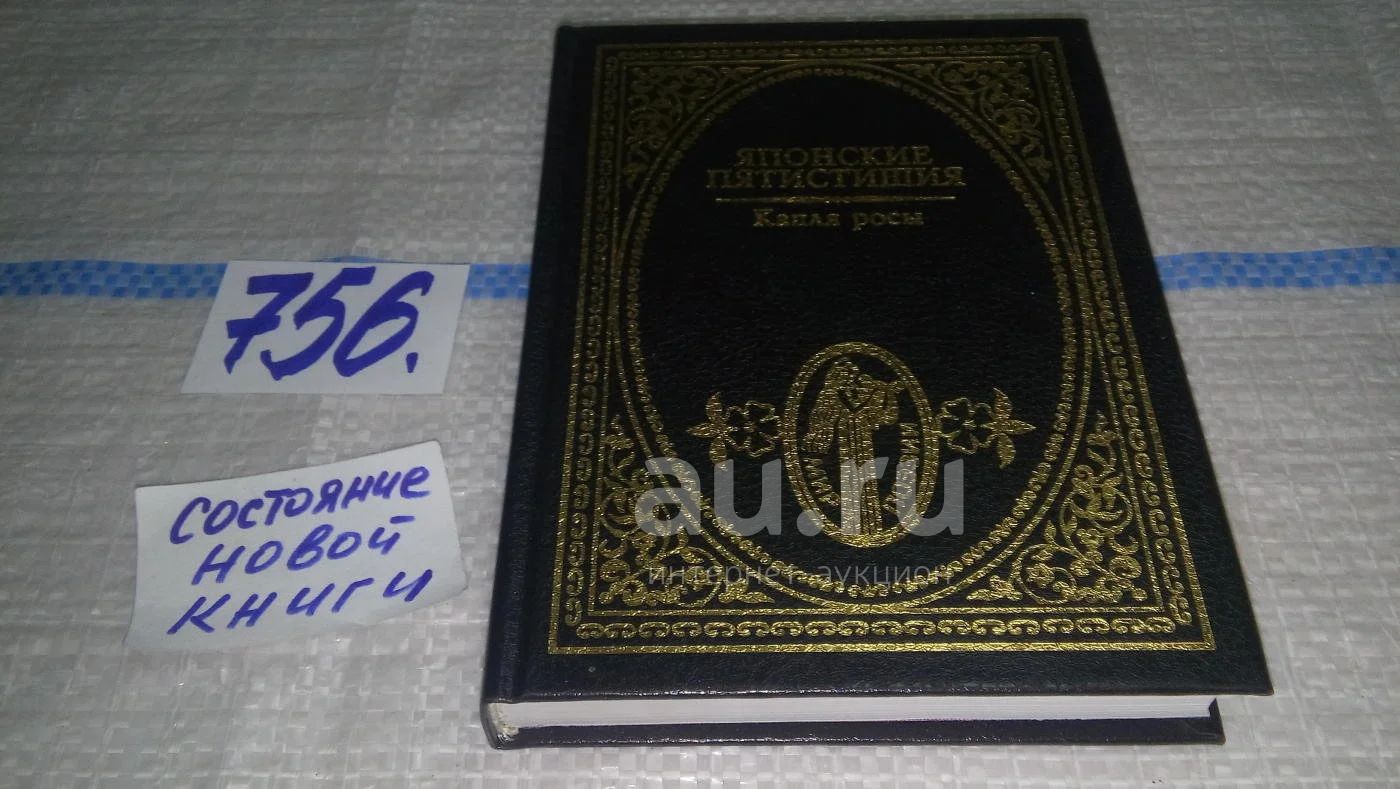 ЯПОНСКИЕ
ПЯТИСТИШИЯ
Капля росы
756.
состояние
новой
книги
au.ru
интернет аукцион